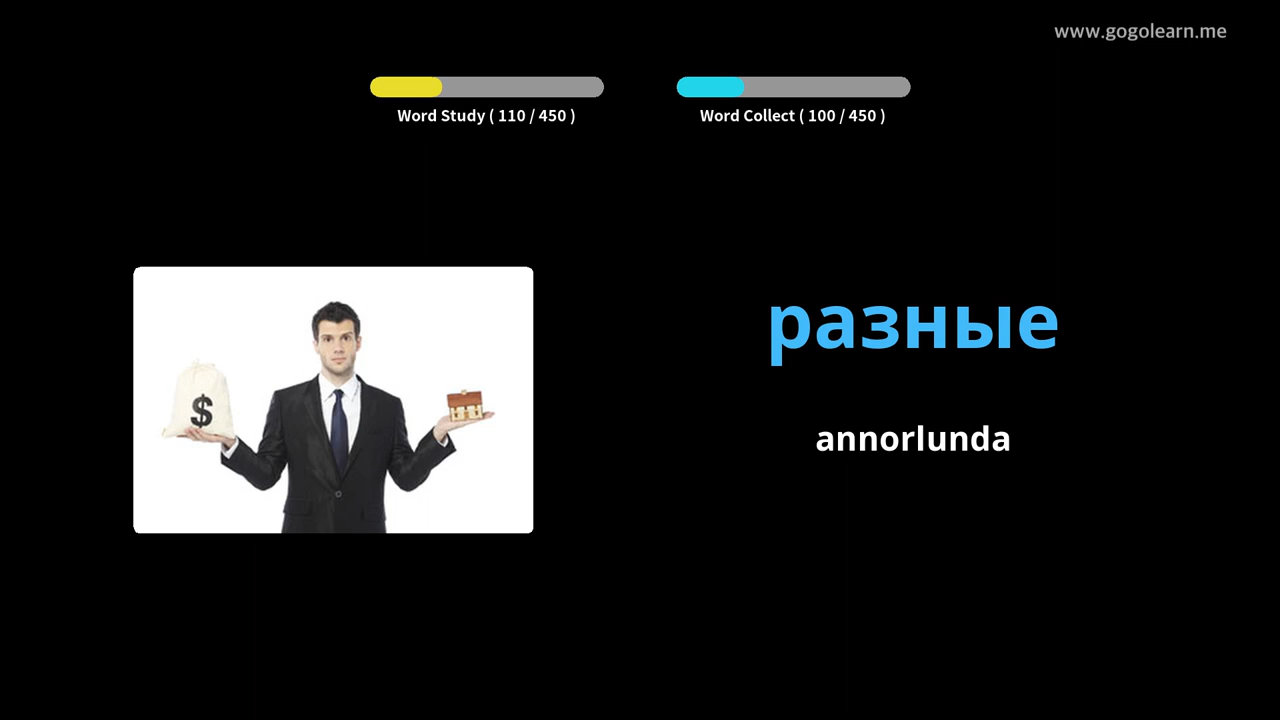 www.gogolearn.me
Word Study ( 110 / 450 )
Word Collect ( 100 / 450 )
$
разные
annorlunda